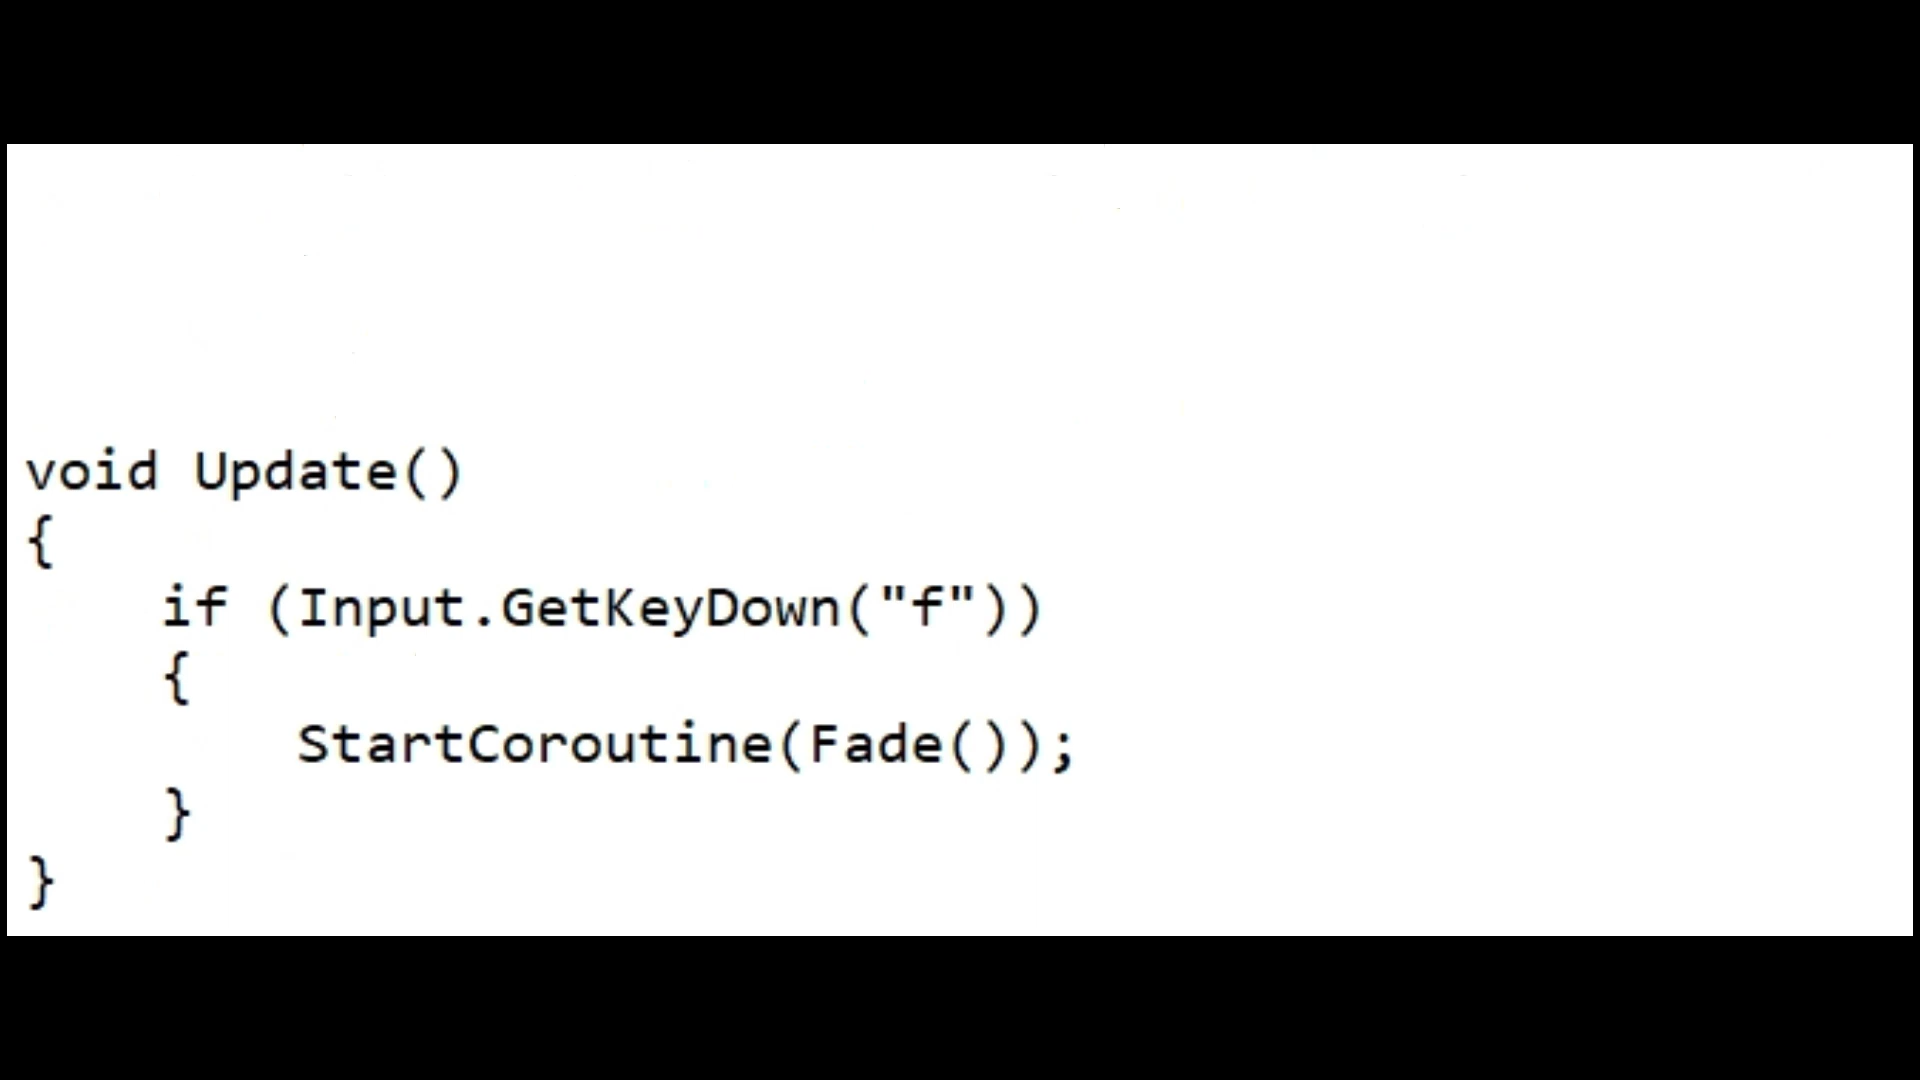 void Update()
{
    if (Input.GetKeyDown("f"))
    {
        StartCoroutine(Fade());
    }
}